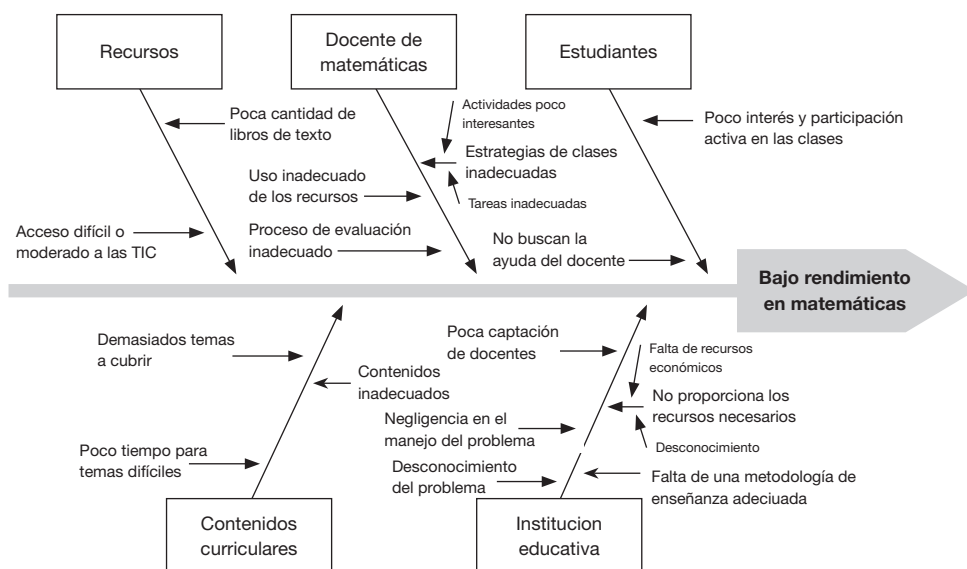 Recursos
Docente de
matemáticas
Estudiantes
Poca cantidad de
libros de texto
Acceso difícil o
moderado a las TIC
Actividades poco
interesantes
Estrategias de clases
inadecuadas
Tareas inadecuadas
Uso inadecuado
de los recursos
Proceso de evaluación
inadecuado
Poco interés y participación
activa en las clases
No buscan la
ayuda del docente
Bajo rendimiento
en matemáticas
Demasiados temas
a cubrir
Contenidos
inadecuados
Poco tiempo para
temas difíciles
Contenidos
curriculares
Poca captación
de docentes
Falta de recursos
económicos
No proporciona los
recursos necesarios
Desconocimiento
Negligencia en el
manejo del problema
Desconocimiento
del problema
Falta de una metodología de
enseñanza adeciuada
Institucion
educativa